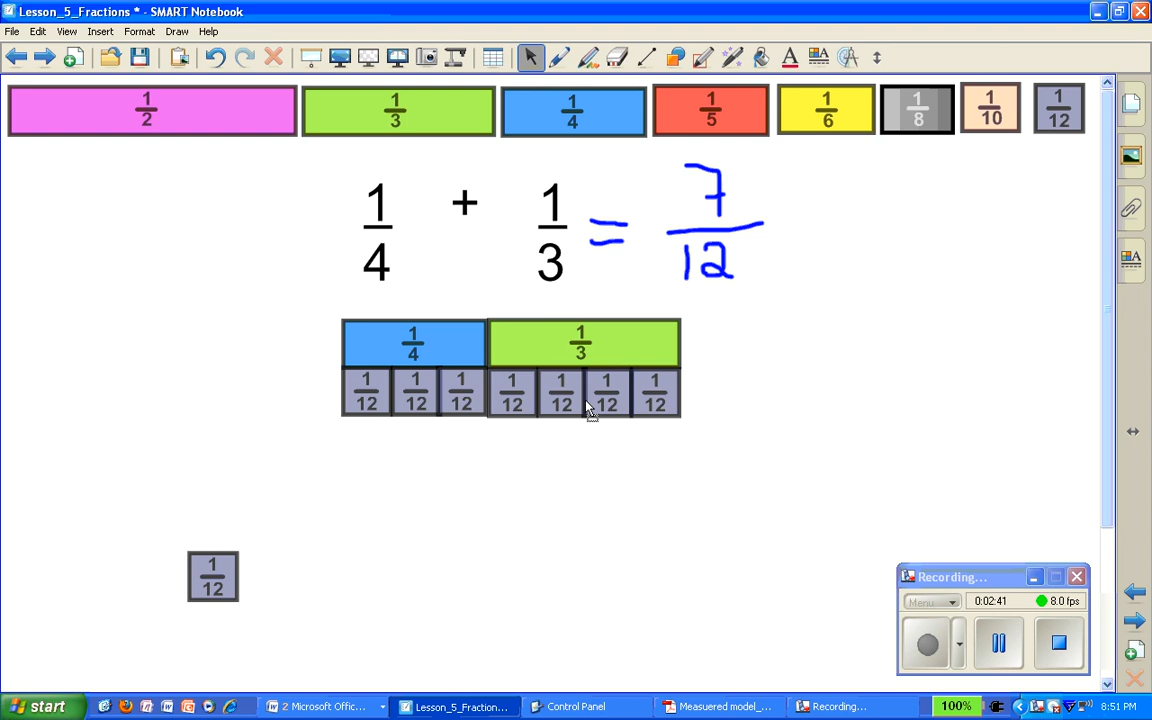 Lesson_5_Fractions * - SMART Notebook
File Edit View Insert Format Draw Help
1/2 1/3 1/4 1/5 1/6 1/8 1/10 1/12
1/4 + 1/3 = 7/12
1/4 1/3
1/12 1/12 1/12 1/12 1/12 1/12 1/12
1/12
Recording...
Menu 0:02:41 8.0 fps
start 2 Microsoft Offic... Lesson_5_Fraction... Control Panel Measuered model_... Recording... 100% 8:51 PM